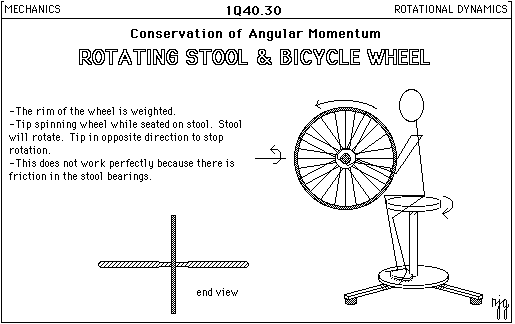 MECHANICS
1Q40.30
ROTATIONAL DYNAMICS
Conservation of Angular Momentum
ROTATING STOOL & BICYCLE WHEEL
-The rim of the wheel is weighted.
-Tip spinning wheel while seated on stool. Stool
will rotate. Tip in opposite direction to stop
rotation.
-This does not work perfectly because there is
friction in the stool bearings.
end view